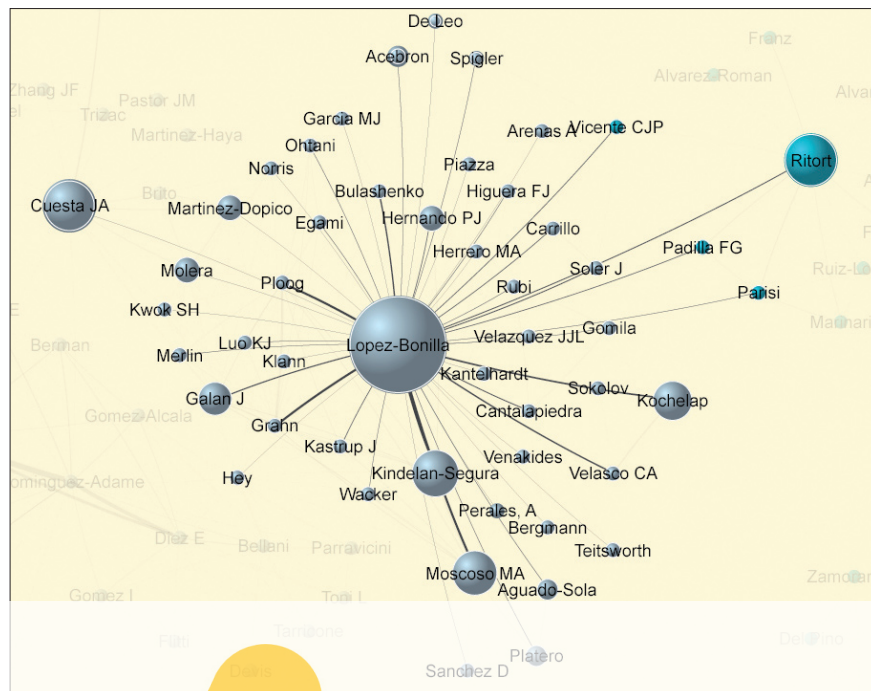 De Leo
Acebron
Spigler
Franz
Zhang JF
Alvarez-Roman
Pastor JM
Trizac
Garcia MJ
Martinez-Haya
Ohtani
Arenas A
Vicente CJP
Norris
Piazza
Ritort
Brito
Bulashenko
Higuera FJ
Cuesta JA
Martinez-Dopico
Egami
Hernando PJ
Carrillo
Herrero MA
Padilla FG
Molera
Ploog
Rubi
Soler J
Parisi
Kwok SH
Berman
Merlin
Luo KJ
Klann
Lopez-Bonilla
Velazquez JJL
Gomila
Kantelhardt
Galan J
Sokolov
Kochelap
Gomez-Alcala
Grahn
Cantalapiedra
Kastrup J
Venakides
Velasco CA
Hey
Kindelan-Segura
Wacker
Perales, A
Bergmann
Diez E
Bellani
Parravicini
Teitsworth
Moscoso MA
Aguado-Sola
Gomez I
Toni I
Sanchez D
Platero